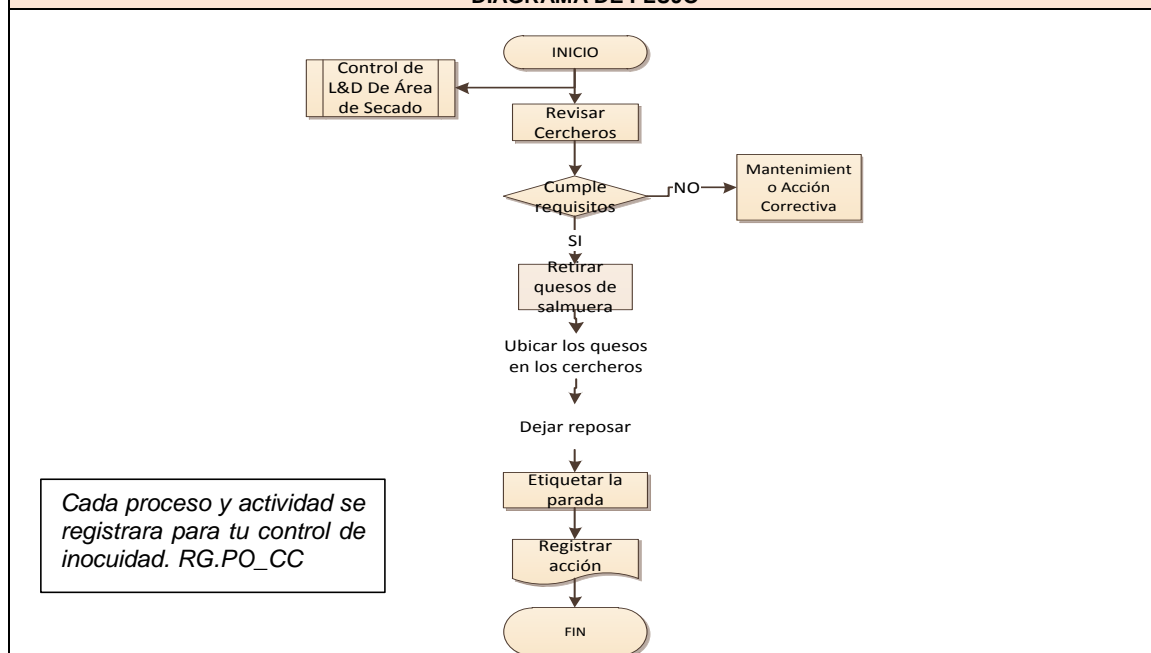 DIAGRAMA DE FLUJO
INICIO
Control de
L&D De Área
de Secado
Revisar
Cercheros
Cumple
requisitos
NO
Mantenimient
o Acción
Correctiva
SI
Retirar
quesos de
salmuera
Ubicar los quesos
en los cercheros
Dejar reposar
Etiquetar la
parada
Cada proceso y actividad se
registrara para tu control de
inocuidad. RG.PO_CC
Registrar
acción
FIN